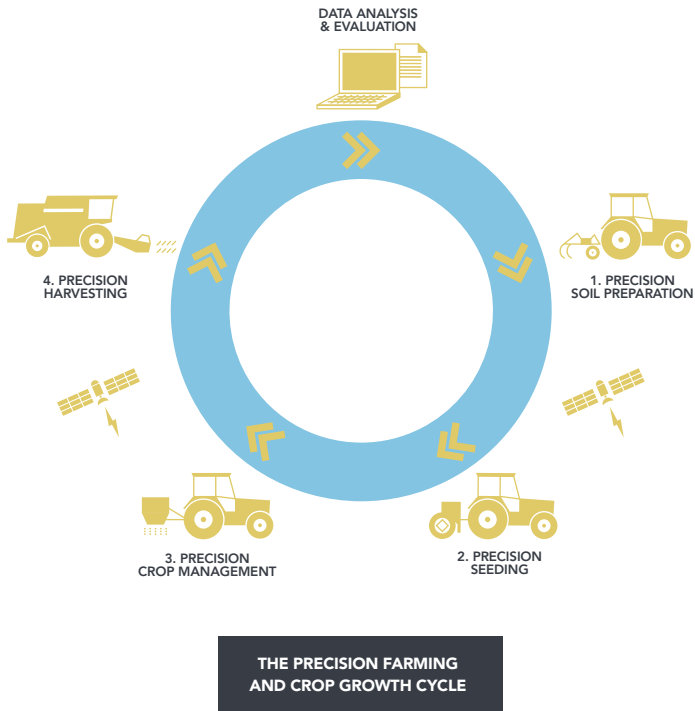 DATA ANALYSIS
& EVALUATION
1. PRECISION
SOIL PREPARATION
2. PRECISION
SEEDING
3. PRECISION
CROP MANAGEMENT
4. PRECISION
HARVESTING
THE PRECISION FARMING
AND CROP GROWTH CYCLE